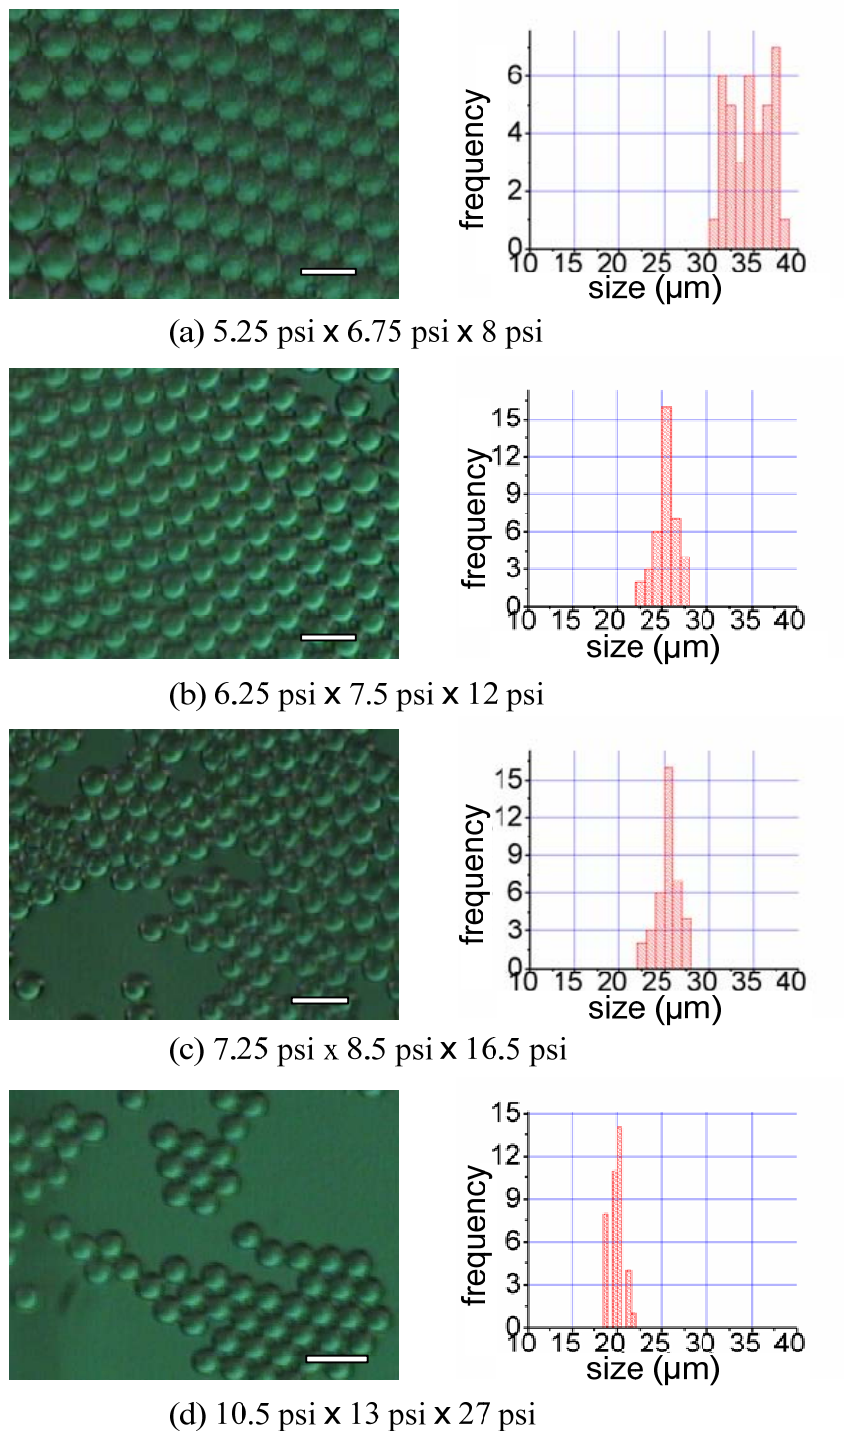 frequency
6
4
2
0
10 15 20 25 30 35 40
size (μm)
(a) 5.25 psi x 6.75 psi x 8 psi
frequency
15
12
9
6
3
0
10 15 20 25 30 35 40
size (μm)
(b) 6.25 psi x 7.5 psi x 12 psi
frequency
15
12
9
6
3
0
10 15 20 25 30 35 40
size (μm)
(c) 7.25 psi x 8.5 psi x 16.5 psi
frequency
15
12
9
6
3
0
10 15 20 25 30 35 40
size (μm)
(d) 10.5 psi x 13 psi x 27 psi